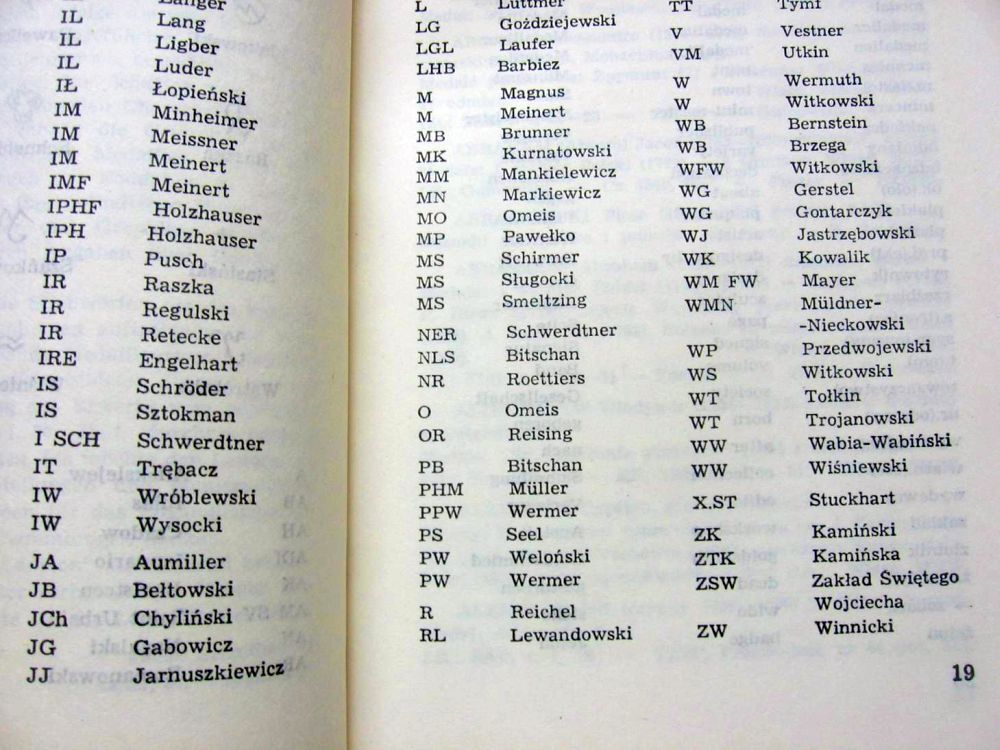 IL Langer
IL Lang
IL Ligber
IL Luder
IŁ Łopieński
IM Minheimer
IM Meissner
IM Meinert
IMF Meinert
IPHF Holzhauser
IPH Holzhauser
IP Pusch
IR Raszka
IR Regulski
IR Retecke
IRE Engelhart
IS Schröder
IS Sztokman
I SCH Schwerdtner
IT Trębacz
IW Wróblewski
IW Wysocki
JA Aumiller
JB Bełtowski
JCh Chyliński
JG Gabowicz
JJ Jarnuszkiewicz
L Luttmer
LG Goździejewski
LGL Laufer
LHB Barbiez
M Magnus
M Meinert
MB Brunner
MK Kurnatowski
MM Mankielewicz
MN Markiewicz
MO Omeis
MP Pawełko
MS Schirmer
MS Sługocki
MS Smeltzing
NER Schwerdtner
NLS Bitschan
NR Roettiers
O Omeis
OR Reising
PB Bitschan
PHM Müller
PPW Wermer
PS Seel
PW Weloński
PW Wermer
R Reichel
RL Lewandowski
TT Tymf
V Vestner
VM Utkin
W Wermuth
W Witkowski
WB Bernstein
WB Brzega
WW Witkowski
WG Gerstel
WG Gontarczyk
WJ Jastrzębowski
WK Kowalik
WM FW Mayer
WMN Müldner-
-Nieckowski
WP Przedwojewski
WS Witkowski
WT Tołkin
WT Trojanowski
WW Wabia-Wabiński
WW Wiśniewski
X.ST Stuckhart
ZK Kamiński
ZTK Kamińska
ZSW Zakład Świętego
Wojciecha
ZW Winnicki
19